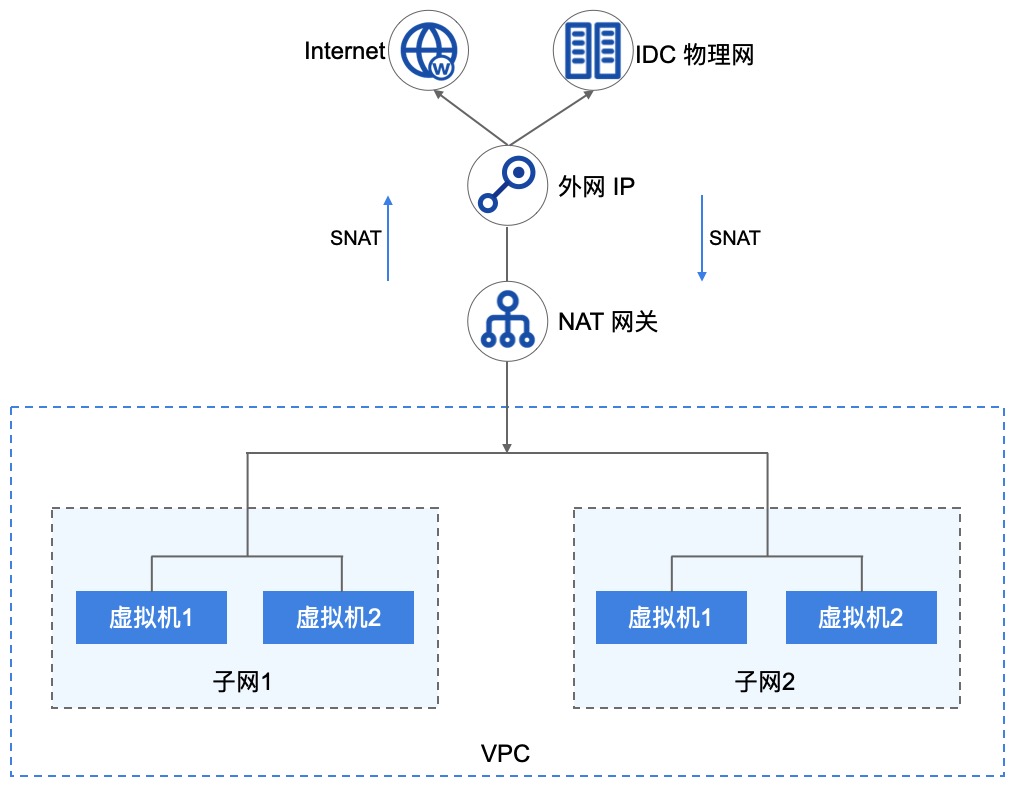 Internet
IDC 物理网
外网 IP
SNAT
SNAT
NAT 网关
虚拟机1
虚拟机2
虚拟机1
虚拟机2
子网1
子网2
VPC
W